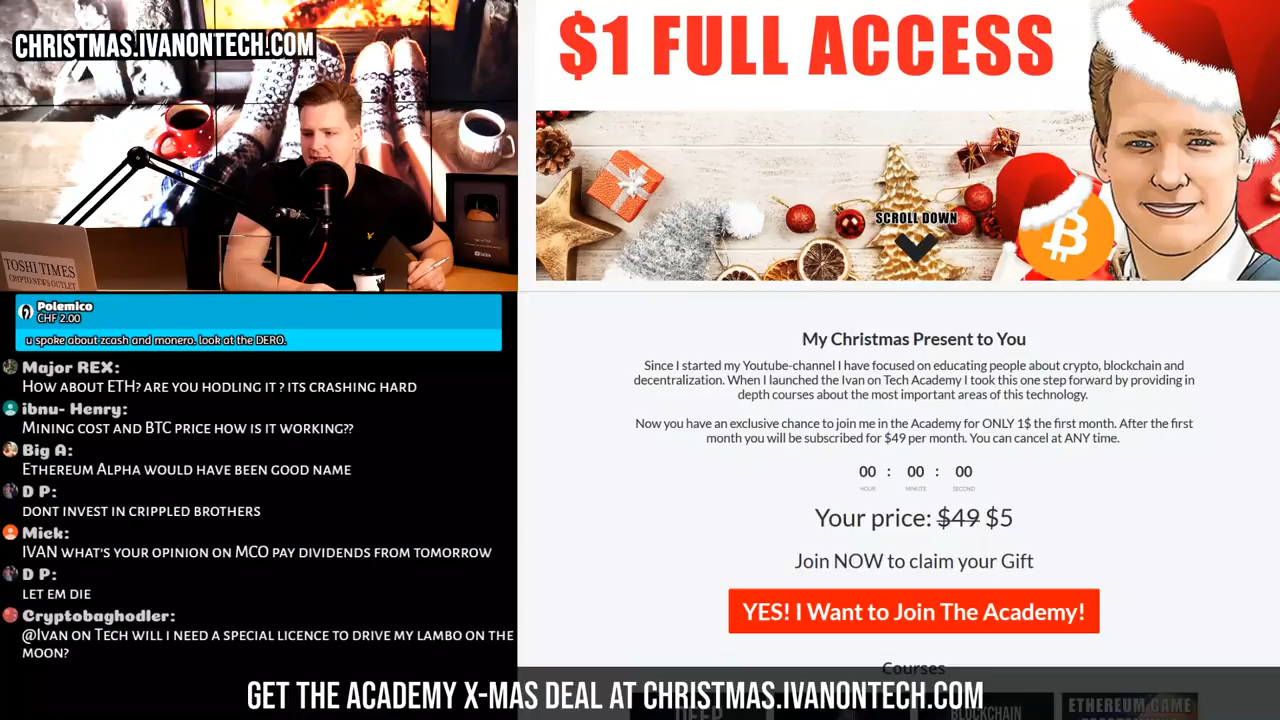 CHRISTMAS.IVANONTECH.COM
TOSHI TIMES
CRYPTO NEWS OUTLET
Polemico
CHF 2.00
u spoke about zcash and monero. look at the DERO.
Major REX:
HOW ABOUT ETH? ARE YOU HODLING IT ? ITS CRASHING HARD
ibnu- Henry:
MINING COST AND BTC PRICE HOW IS IT WORKING??
Big A:
ETHEREUM ALPHA WOULD HAVE BEEN GOOD NAME
D P:
DONT INVEST IN CRIPPLED BROTHERS
Mick:
IVAN WHAT'S YOUR OPINION ON MCO PAY DIVIDENDS FROM TOMORROW
D P:
LET EM DIE
Cryptobaghodler:
@IVAN ON TECH WILL I NEED A SPECIAL LICENCE TO DRIVE MY LAMBO ON THE
MOON?
$1 FULL ACCESS
SCROLL DOWN
My Christmas Present to You
Since I started my Youtube-channel I have focused on educating people about crypto, blockchain and
decentralization. When I launched the Ivan on Tech Academy I took this one step forward by providing in
depth courses about the most important areas of this technology.
Now you have an exclusive chance to join me in the Academy for ONLY 1$ the first month. After the first
month you will be subscribed for $49 per month. You can cancel at ANY time.
00 : 00 : 00
HOUR MINUTE SECOND
Your price: $49 $5
Join NOW to claim your Gift
YES! I Want to Join The Academy!
Courses
DEEP
BLOCKCHAIN
ETHEREUM GAME
GET THE ACADEMY X-MAS DEAL AT CHRISTMAS.IVANONTECH.COM